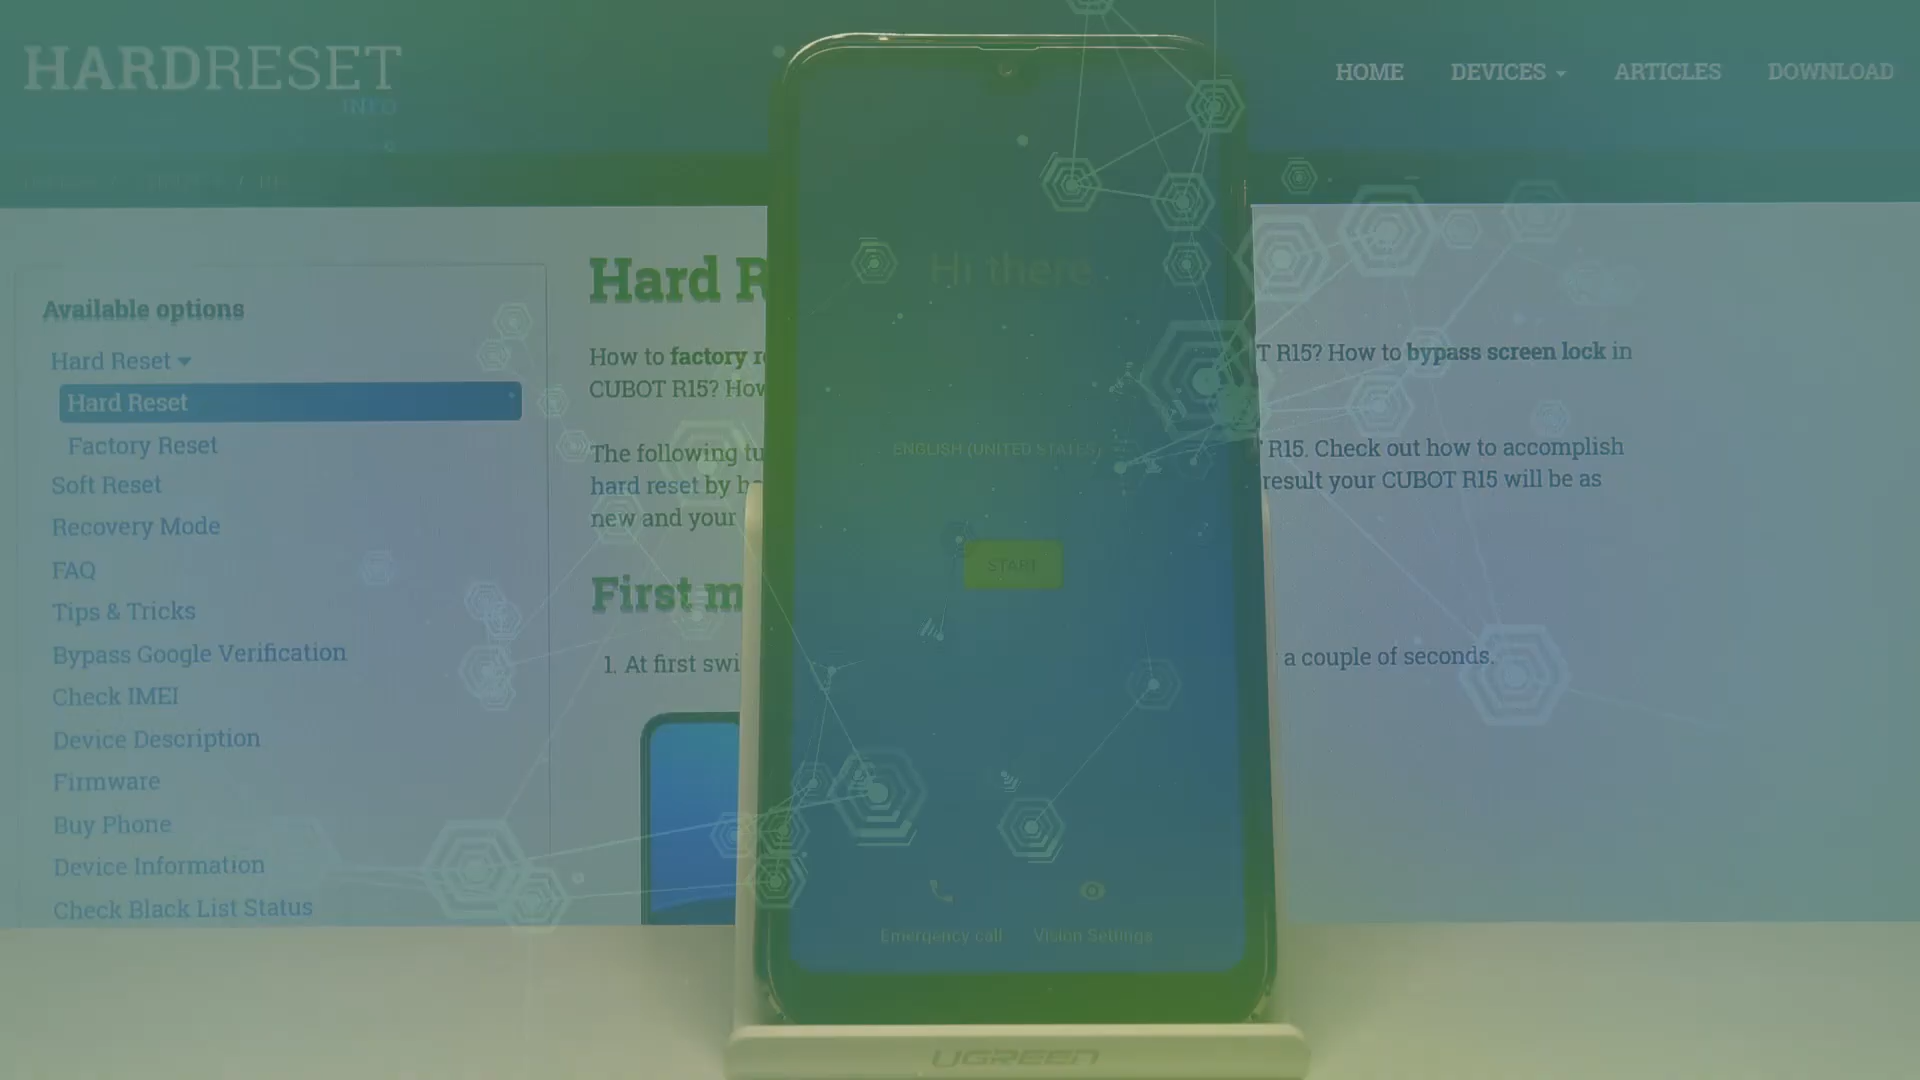 HARDRESET
INFO
HOME
DEVICES
ARTICLES
DOWNLOAD
Available options
Hard Reset
Hard Reset
Factory Reset
Soft Reset
Recovery Mode
FAQ
Tips & Tricks
Bypass Google Verification
Check IMEI
Device Description
Firmware
Buy Phone
Device Information
Check Black List Status
Hard R
How to factory re
T R15? How to bypass screen lock in
CUBOT R15? How
The following tu
R15. Check out how to accomplish
hard reset by ho
result your CUBOT R15 will be as
new and your
First m
1. At first swi
a couple of seconds.
Hi there
ENGLISH (UNITED STATES)
START
Emergency call
Vision Settings
UGREEN